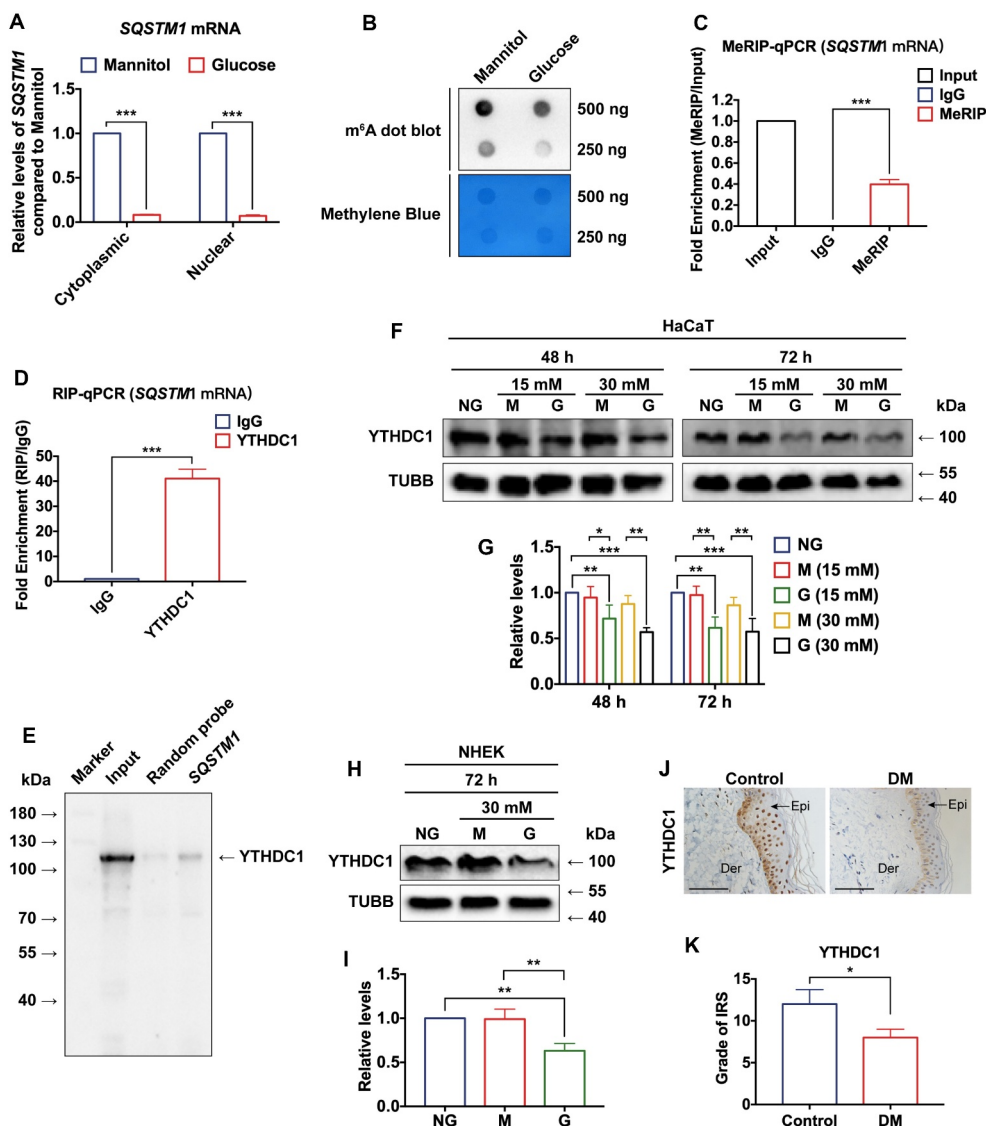 A
SQSTM1 mRNA
Mannitol Glucose
Relative levels of SQSTM1
compared to Mannitol
1.5
1.0
0.5
0.0
*** ***
Cytoplasmic
Nuclear
B
Mannitol
Glucose
m⁶A dot blot
500 ng
250 ng
Methylene Blue
500 ng
250 ng
C
MeRIP-qPCR (SQSTM1 mRNA)
Input
IgG
MeRIP
Fold Enrichment (MeRIP/Input)
1.2
1.0
0.8
0.6
0.4
0.2
0.0
***
Input
IgG
MeRIP
D
RIP-qPCR (SQSTM1 mRNA)
IgG
YTHDC1
Fold Enrichment (RIP/IgG)
50
40
30
20
10
0
***
IgG
YTHDC1
E
kDa
Marker
Input
Random probe
SQSTM1
180 →
130 →
100 →
70 →
55 →
40 →
← YTHDC1
F
HaCaT
48 h 72 h
15 mM 30 mM 15 mM 30 mM
NG M G M G NG M G M G kDa
YTHDC1 ← 100
TUBB ← 55
← 40
G
Relative levels
1.5
1.0
0.5
0.0
* ** ** **
*** ***
** **
48 h 72 h
NG
M (15 mM)
G (15 mM)
M (30 mM)
G (30 mM)
H
NHEK
72 h
30 mM
NG M G kDa
YTHDC1 ← 100
TUBB ← 55
← 40
I
Relative levels
1.5
1.0
0.5
0.0
**
**
NG M G
J
Control DM
YTHDC1
Epi Epi
Der Der
K
YTHDC1
Grade of IRS
15
10
5
0
*
Control DM